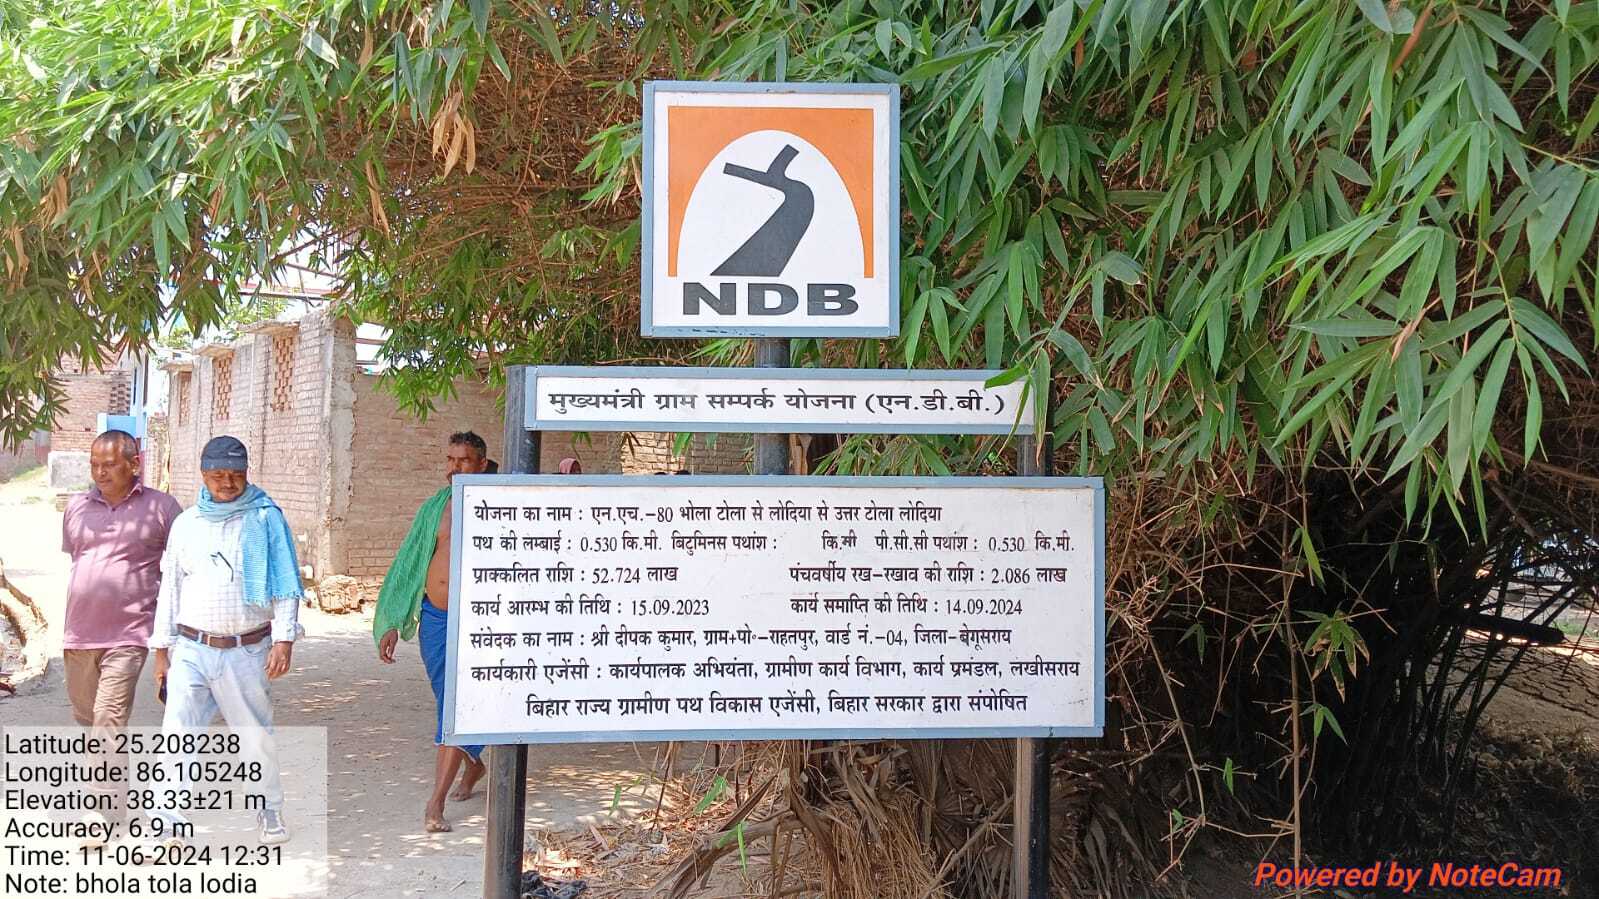 NDB
मुख्यमंत्री ग्राम सम्पर्क योजना (एन.डी.बी.)
योजना का नाम : एन.एच.-80 भोला टोला से लोदिया से उत्तर टोला लोदिया
पथ की लम्बाई : 0.530 कि.मी. बिटुमिनस पथांश : कि.मी पी.सी.सी पथांश : 0.530 कि.मी.
प्राक्कलित राशि : 52.724 लाख पंचवर्षीय रख-रखाव की राशि : 2.086 लाख
कार्य आरम्भ की तिथि : 15.09.2023 कार्य समाप्ति की तिथि : 14.09.2024
संवेदक का नाम : श्री दीपक कुमार, ग्राम+पो॰-राहतपुर, वार्ड नं.-04, जिला-बेगूसराय
कार्यकारी एजेंसी : कार्यपालक अभियंता, ग्रामीण कार्य विभाग, कार्य प्रमंडल, लखीसराय
बिहार राज्य ग्रामीण पथ विकास एजेंसी, बिहार सरकार द्वारा संपोषित
Latitude: 25.208238
Longitude: 86.105248
Elevation: 38.33±21 m
Accuracy: 6.9 m
Time: 11-06-2024 12:31
Note: bhola tola lodia
Powered by NoteCam